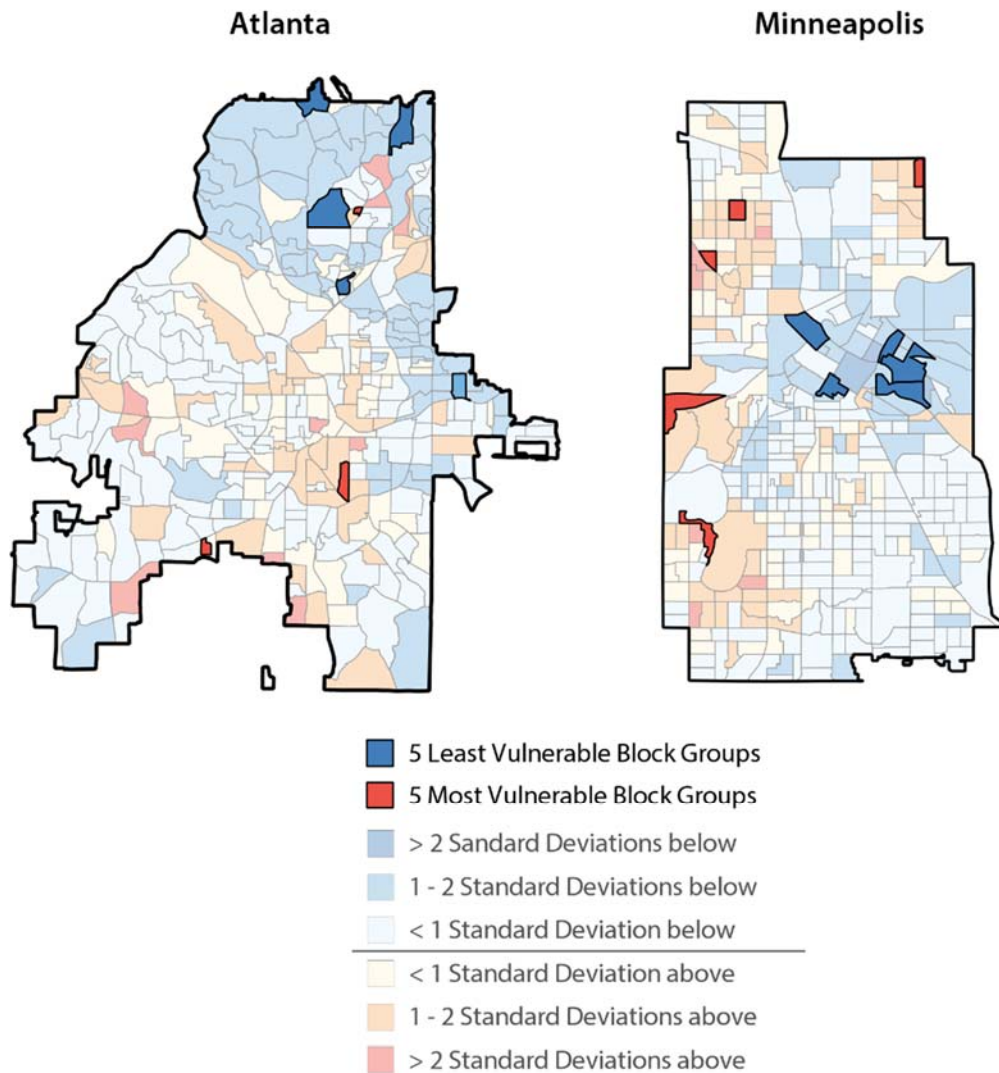 Atlanta
Minneapolis
5 Least Vulnerable Block Groups
5 Most Vulnerable Block Groups
> 2 Sandard Deviations below
1 - 2 Standard Deviations below
< 1 Standard Deviation below
< 1 Standard Deviation above
1 - 2 Standard Deviations above
> 2 Standard Deviations above